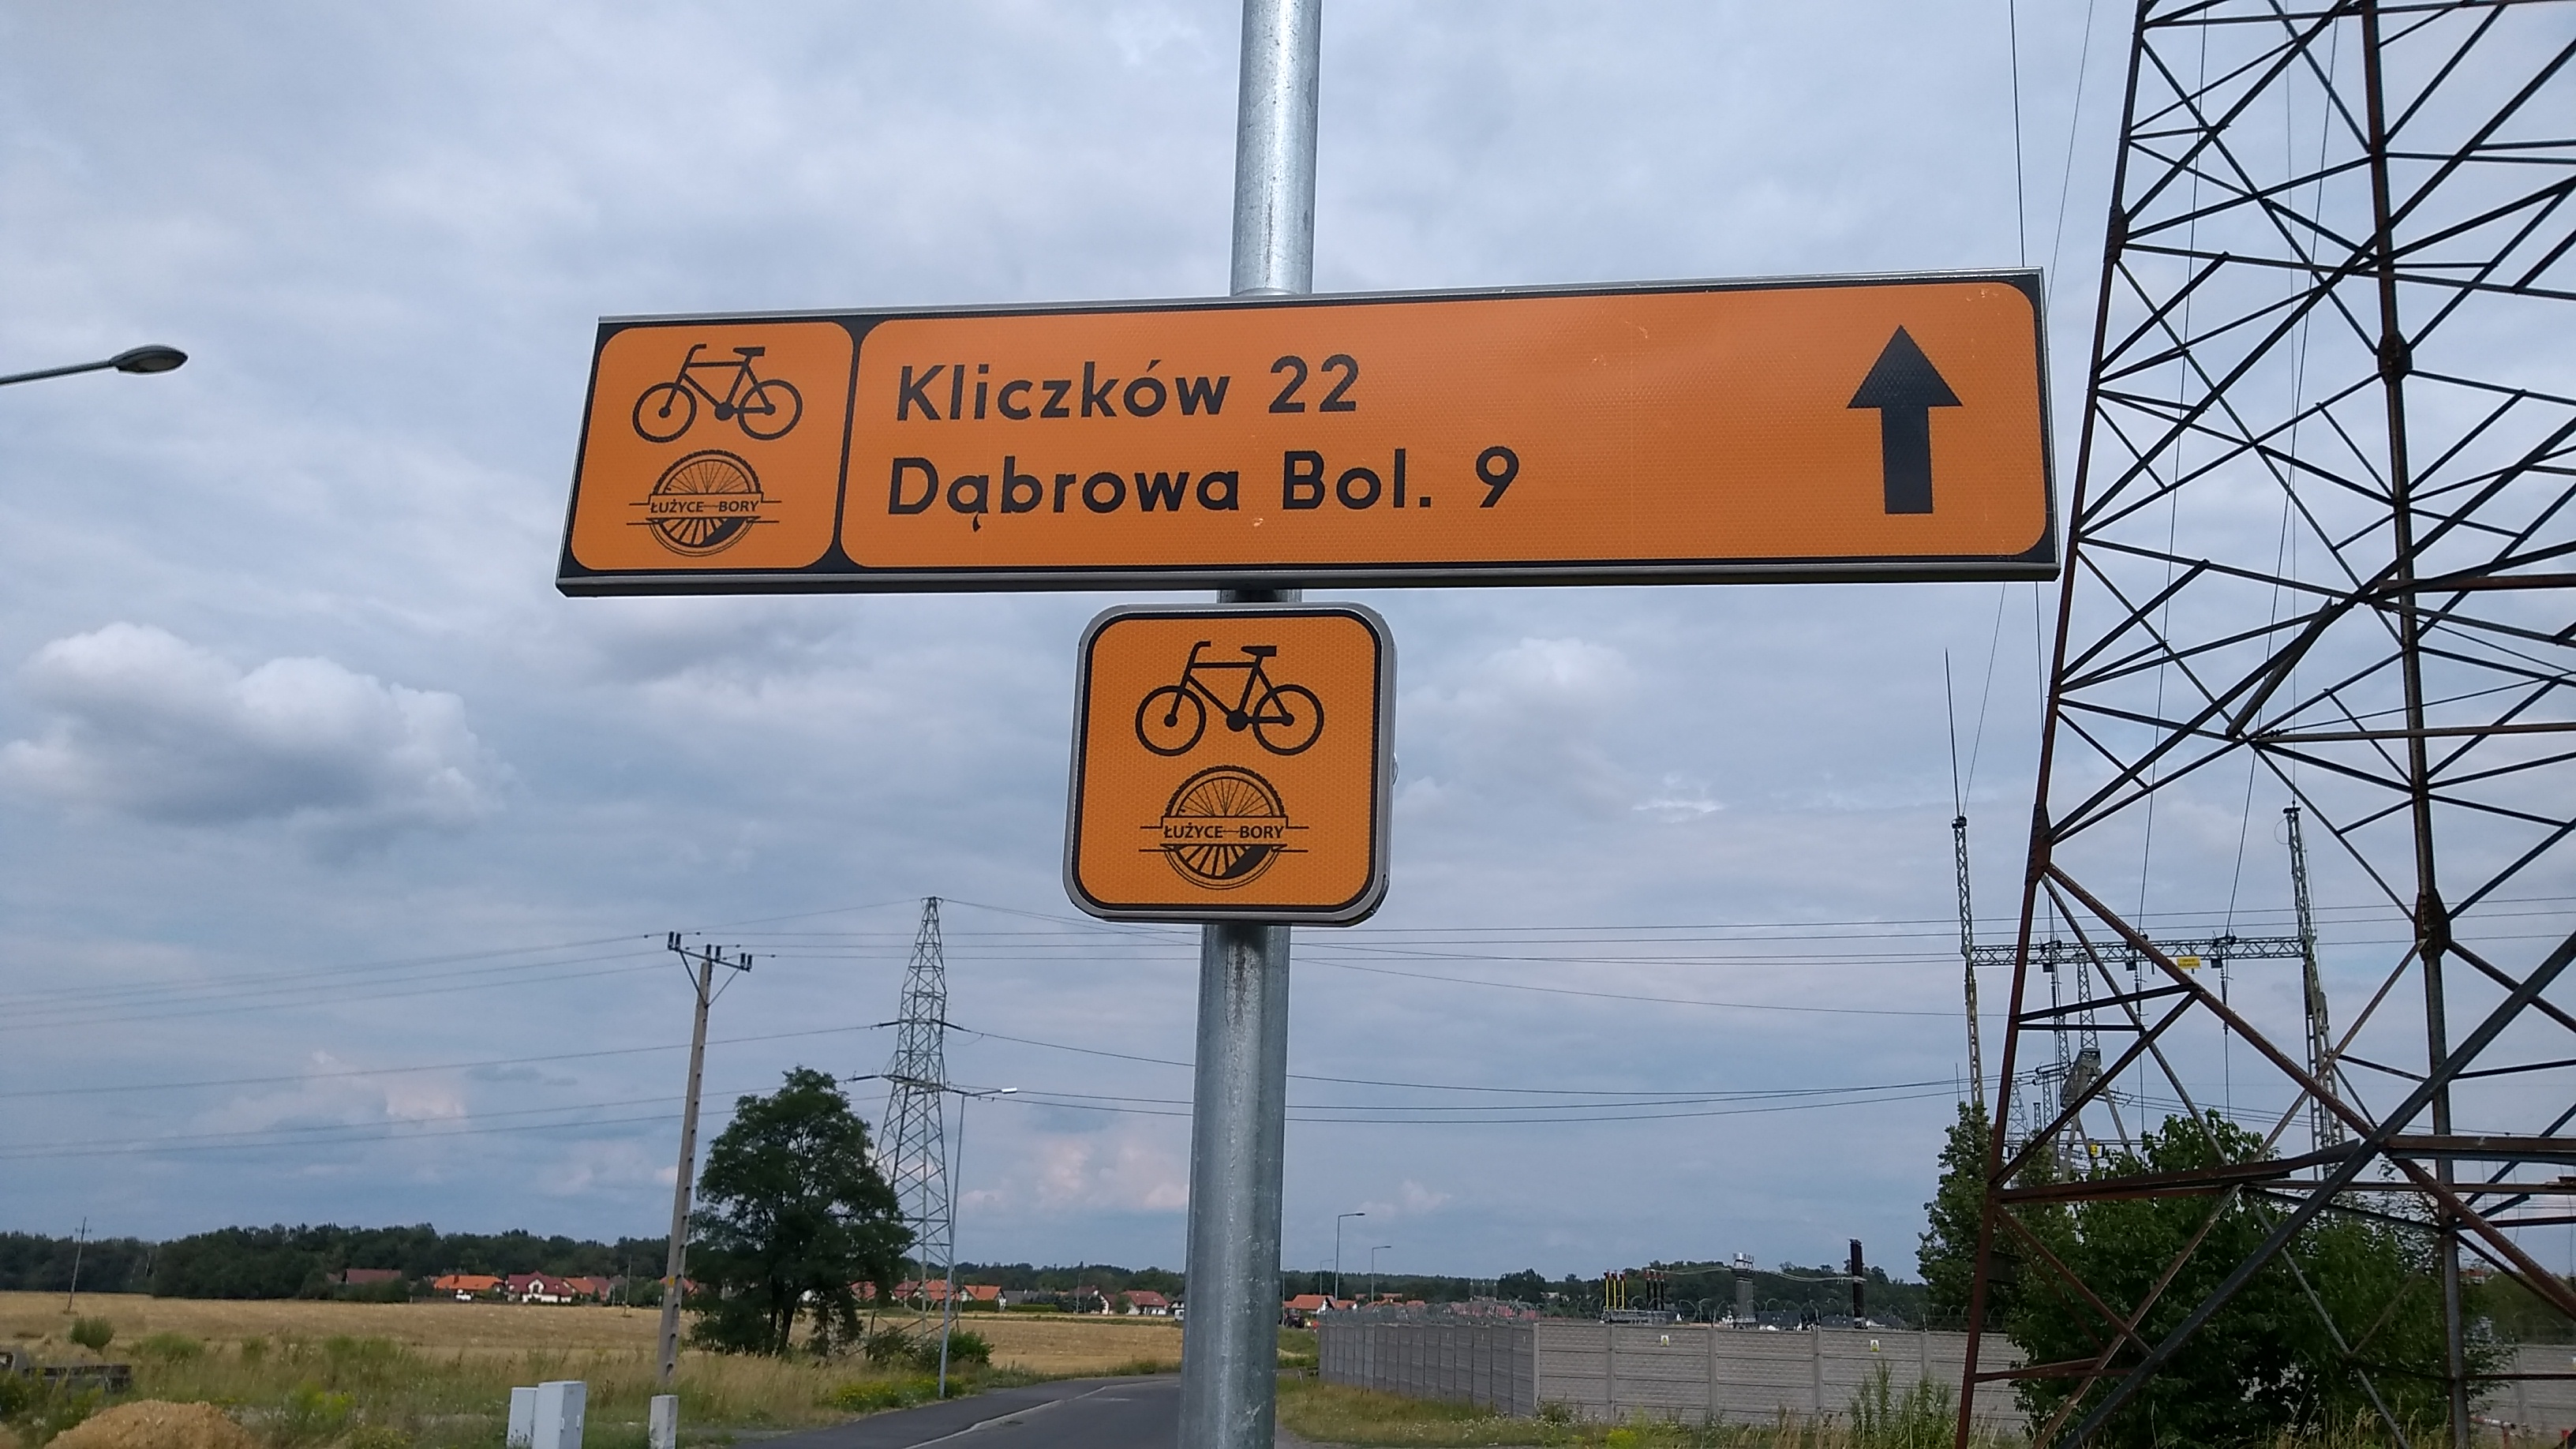 Kliczków 22
Dąbrowa Bol. 9
ŁUŻYCE BORY
ŁUŻYCE BORY